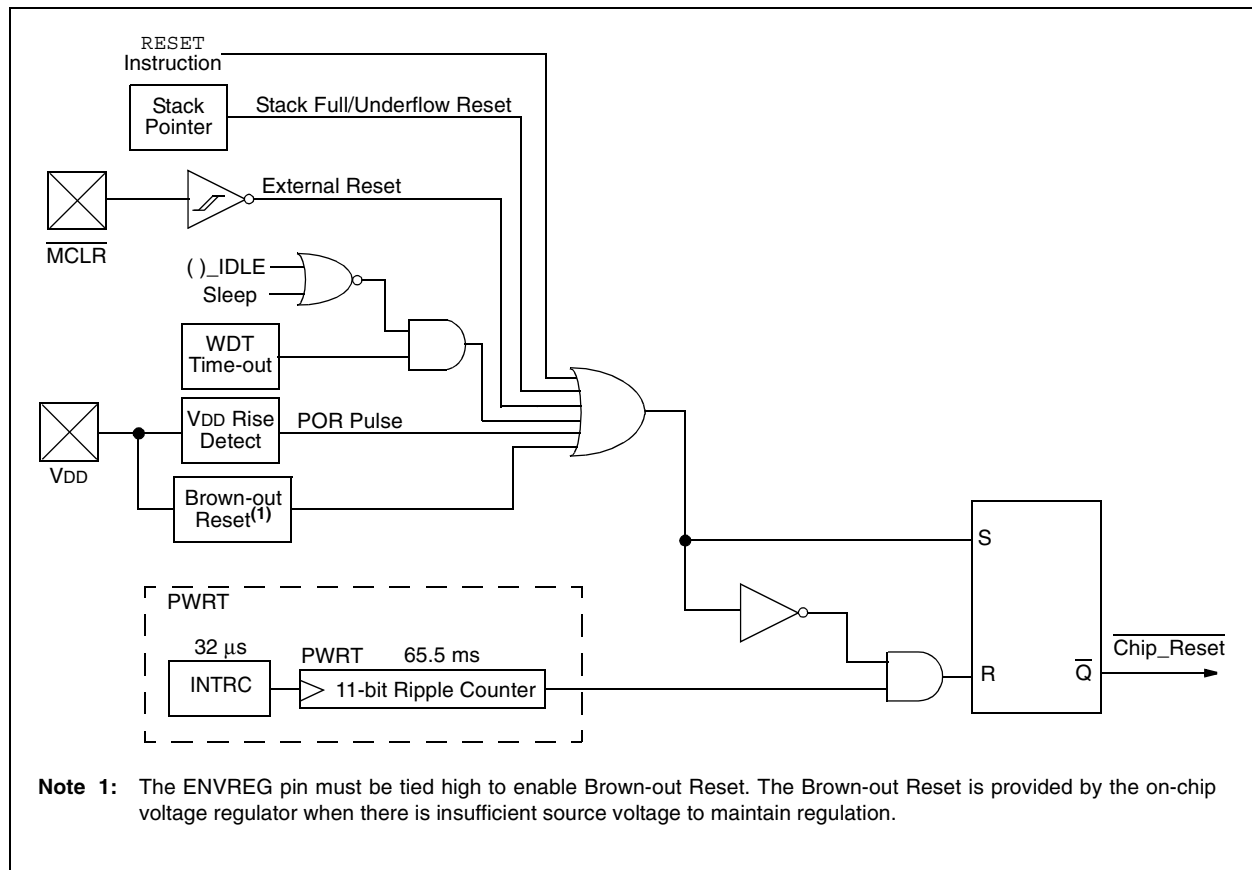 RESET
Instruction
Stack
Pointer
Stack Full/Underflow Reset
External Reset
MCLR
( )_IDLE
Sleep
WDT
Time-out
VDD Rise
Detect
POR Pulse
VDD
Brown-out
Reset(1)
S
PWRT
32 μs
PWRT
65.5 ms
INTRC
11-bit Ripple Counter
R
Q
Chip_Reset
Note 1: The ENVREG pin must be tied high to enable Brown-out Reset. The Brown-out Reset is provided by the on-chip
voltage regulator when there is insufficient source voltage to maintain regulation.